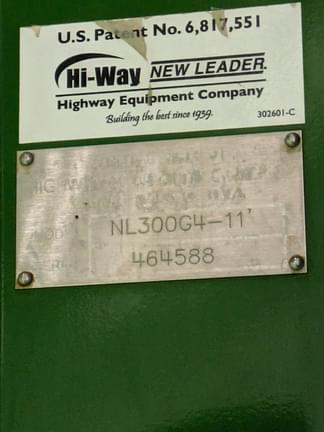 U.S. Patent No. 6,817,551
Hi-Way NEW LEADER.
Highway Equipment Company
Building the best since 1939.
302601-C
NL300G4-11'
464588